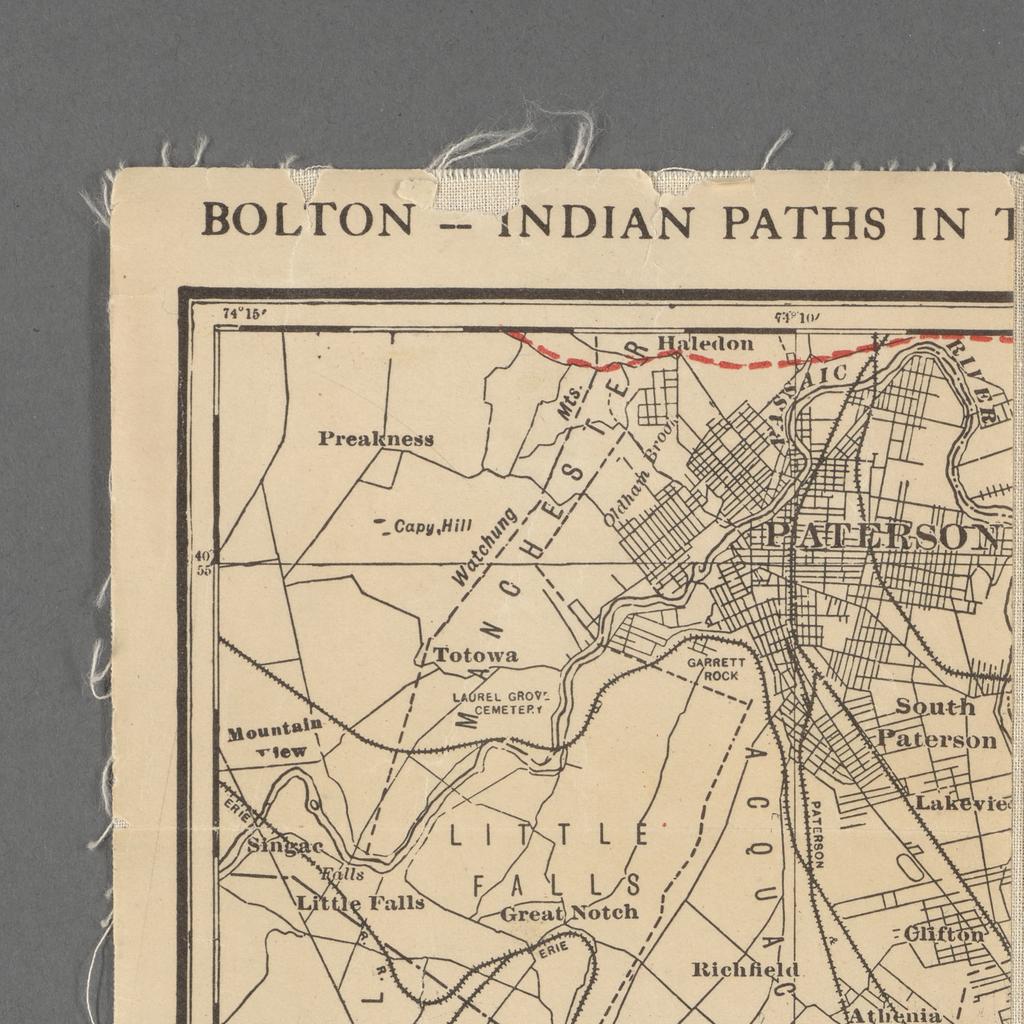 BOLTON -- INDIAN PATHS IN T
74° 15′
74° 10′
Haledon
PASSAIC
RIVER
Mts.
Preakness
Oldham Brook
Capy, Hill
Watchung
PATERSON
40°
55
MANCHESTER
Totowa
GARRETT
ROCK
LAUREL GROVE
CEMETERY
South
Paterson
Mountain
View
ERIE
Lakevie
PATERSON
LITTLE
FALLS
Singac
Falls
Little Falls
Great Notch
ACQUAC
Clifton
R. R.
ERIE
Richfield
&
L
Athenia